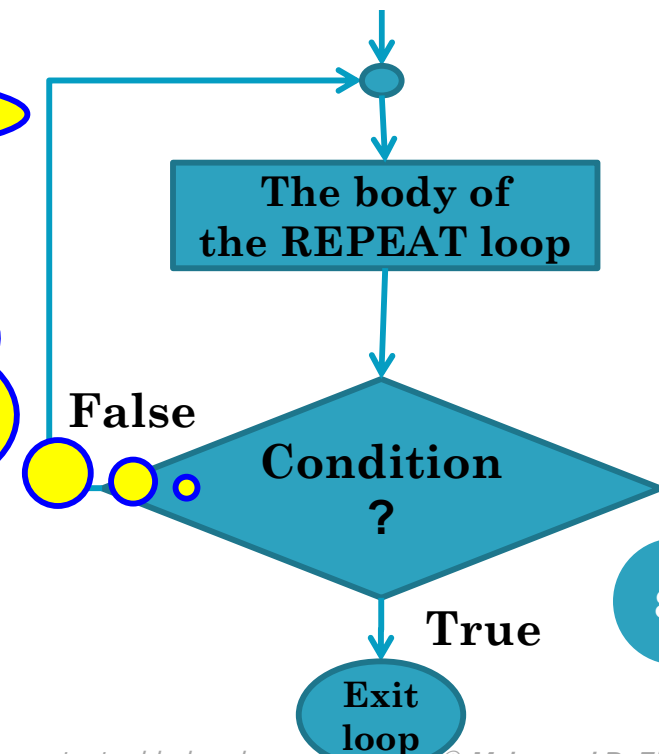 The body of
the REPEAT loop
False
Condition
?
True
Exit
loop